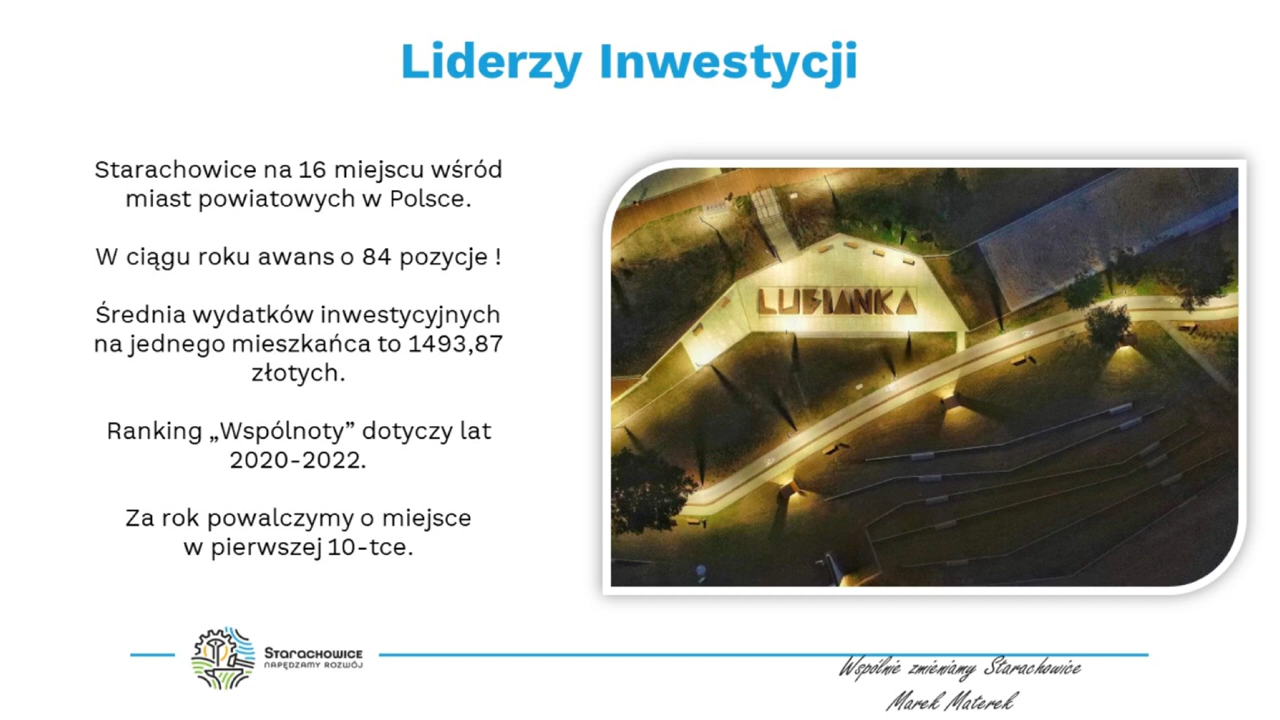 Liderzy Inwestycji
Starachowice na 16 miejscu wśród
miast powiatowych w Polsce.
W ciągu roku awans o 84 pozycje !
Średnia wydatków inwestycyjnych
na jednego mieszkańca to 1493,87
złotych.
Ranking „Wspólnoty” dotyczy lat
2020-2022.
Za rok powalczymy o miejsce
w pierwszej 10-tce.
LUBIANKA
Starachowice
NAPĘDZAMY ROZWÓJ
Wspólnie zmieniamy Starachowice
Marek Materek